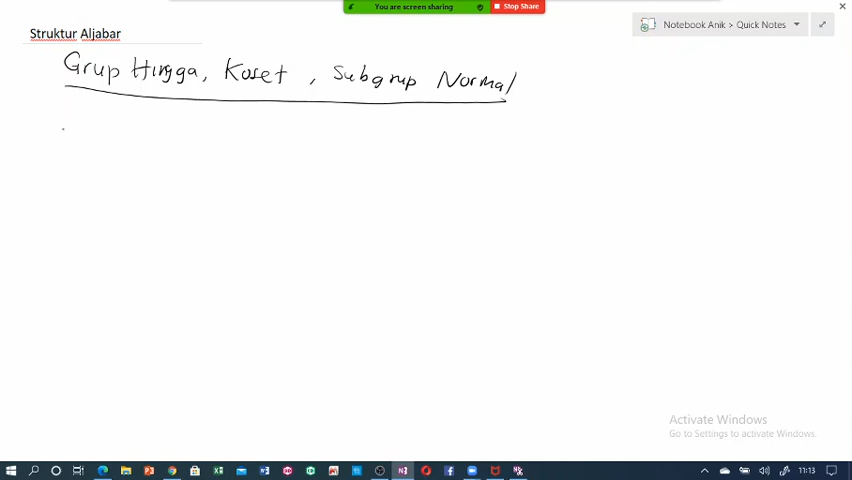 You are screen sharing Stop Share
Struktur Aljabar
Notebook Anik > Quick Notes
Grup Hingga, Koset , Subgrup Normal
Activate Windows
Go to Settings to activate Windows.
11:13